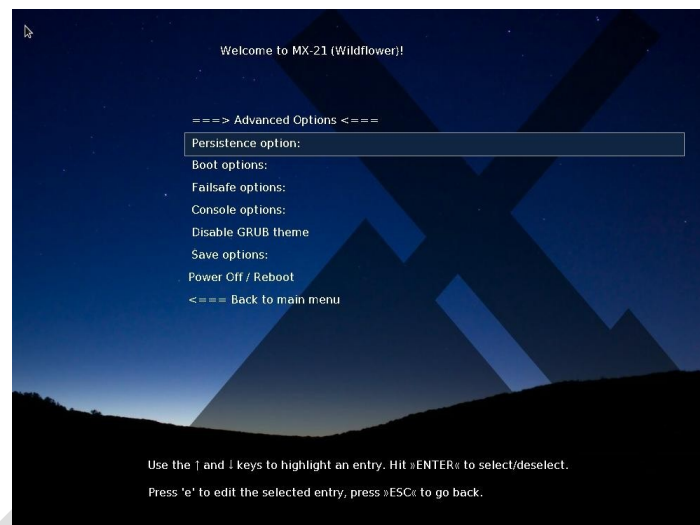 Welcome to MX-21 (Wildflower)!
===> Advanced Options <===
Persistence option:
Boot options:
Failsafe options:
Console options:
Disable GRUB theme
Save options:
Power Off / Reboot
<=== Back to main menu
Use the ↑ and ↓ keys to highlight an entry. Hit »ENTER« to select/deselect.
Press 'e' to edit the selected entry, press »ESC« to go back.